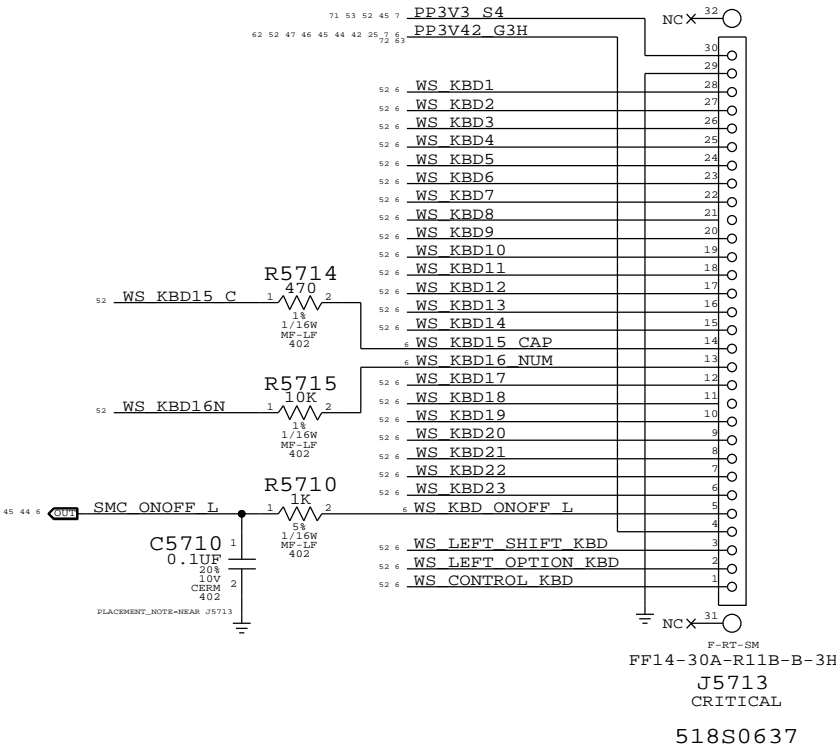 71 53 52 45 7 PP3V3_S4
NC 32
62 52 47 46 45 44 42 25 7 6 PP3V42_G3H
72 63
30
29
52 6 WS_KBD1 28
52 6 WS_KBD2 27
52 6 WS_KBD3 26
52 6 WS_KBD4 25
52 6 WS_KBD5 24
52 6 WS_KBD6 23
52 6 WS_KBD7 22
52 6 WS_KBD8 21
52 6 WS_KBD9 20
52 6 WS_KBD10 19
52 6 WS_KBD11 18
52 6 WS_KBD12 17
52 6 WS_KBD13 16
52 6 WS_KBD14 15
6 WS_KBD15_CAP 14
6 WS_KBD16_NUM 13
52 6 WS_KBD17 12
52 6 WS_KBD18 11
52 6 WS_KBD19 10
52 6 WS_KBD20 9
52 6 WS_KBD21 8
52 6 WS_KBD22 7
52 6 WS_KBD23 6
6 WS_KBD_ONOFF_L 5
4
52 6 WS_LEFT_SHIFT_KBD 3
52 6 WS_LEFT_OPTION_KBD 2
52 6 WS_CONTROL_KBD 1
R5714
470
52 WS_KBD15_C 1 2
1%
1/16W
MF-LF
402
R5715
10K
52 WS_KBD16N 1 2
1%
1/16W
MF-LF
402
R5710
1K
45 44 6 OUT SMC_ONOFF_L 1 2
5%
1/16W
MF-LF
402
C5710 1
0.1UF
20%
10V 2
CERM
402
PLACEMENT_NOTE=NEAR J5713
NC 31
F-RT-SM
FF14-30A-R11B-B-3H
J5713
CRITICAL
518S0637